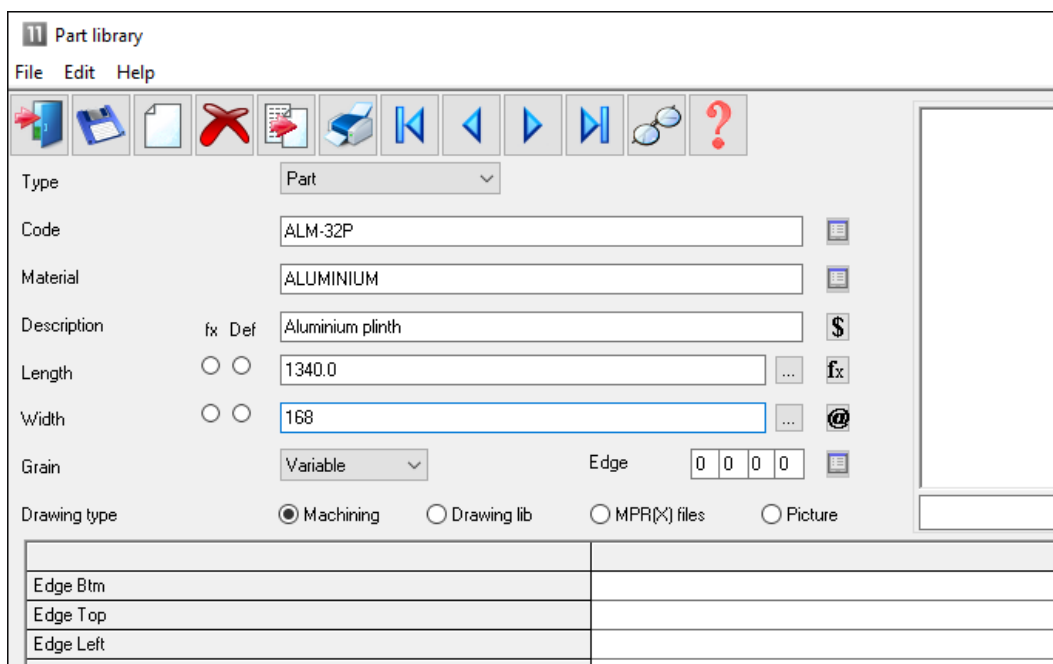 11 Part library
File Edit Help
?
Type Part
Code ALM-32P
Material ALUMINIUM
Description fx Def Aluminium plinth $
Length 1340.0 ... fx
Width 168 ... @
Grain Variable Edge 0 0 0 0
Drawing type Machining Drawing lib MPR(X) files Picture
Edge Btm
Edge Top
Edge Left